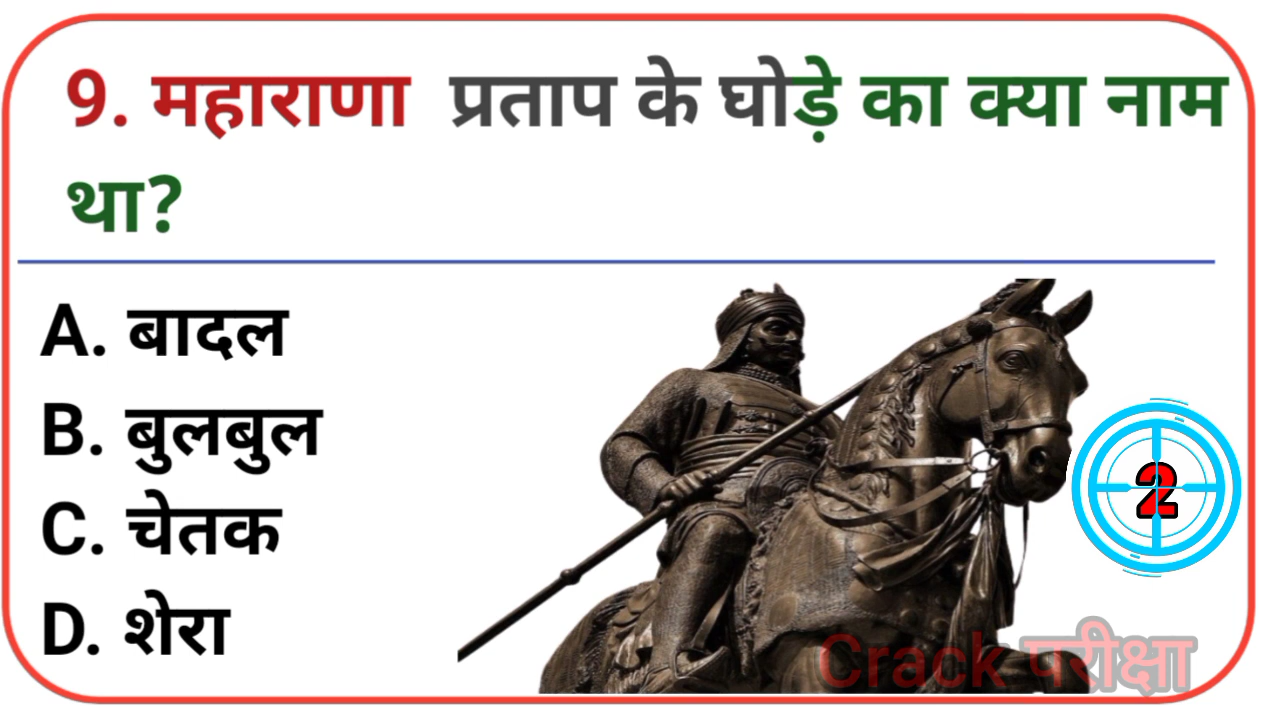 9. महाराणा प्रताप के घोड़े का क्या नाम
था?
A. बादल
B. बुलबुल
C. चेतक
D. शेरा
2
Crack परीक्षा